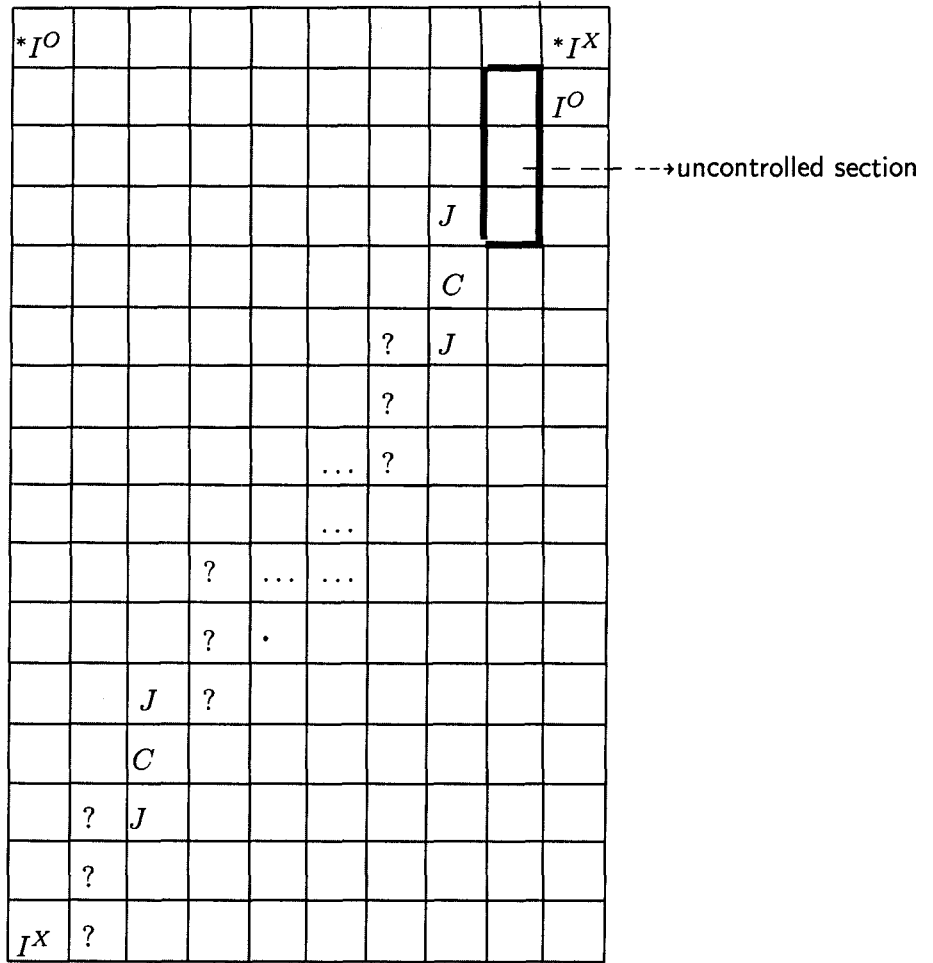 *I^O *I^X
I^O
- - - -→uncontrolled section
J
C
? J
?
... ?
...
? ... ...
? ·
J ?
C
? J
?
I^X ?